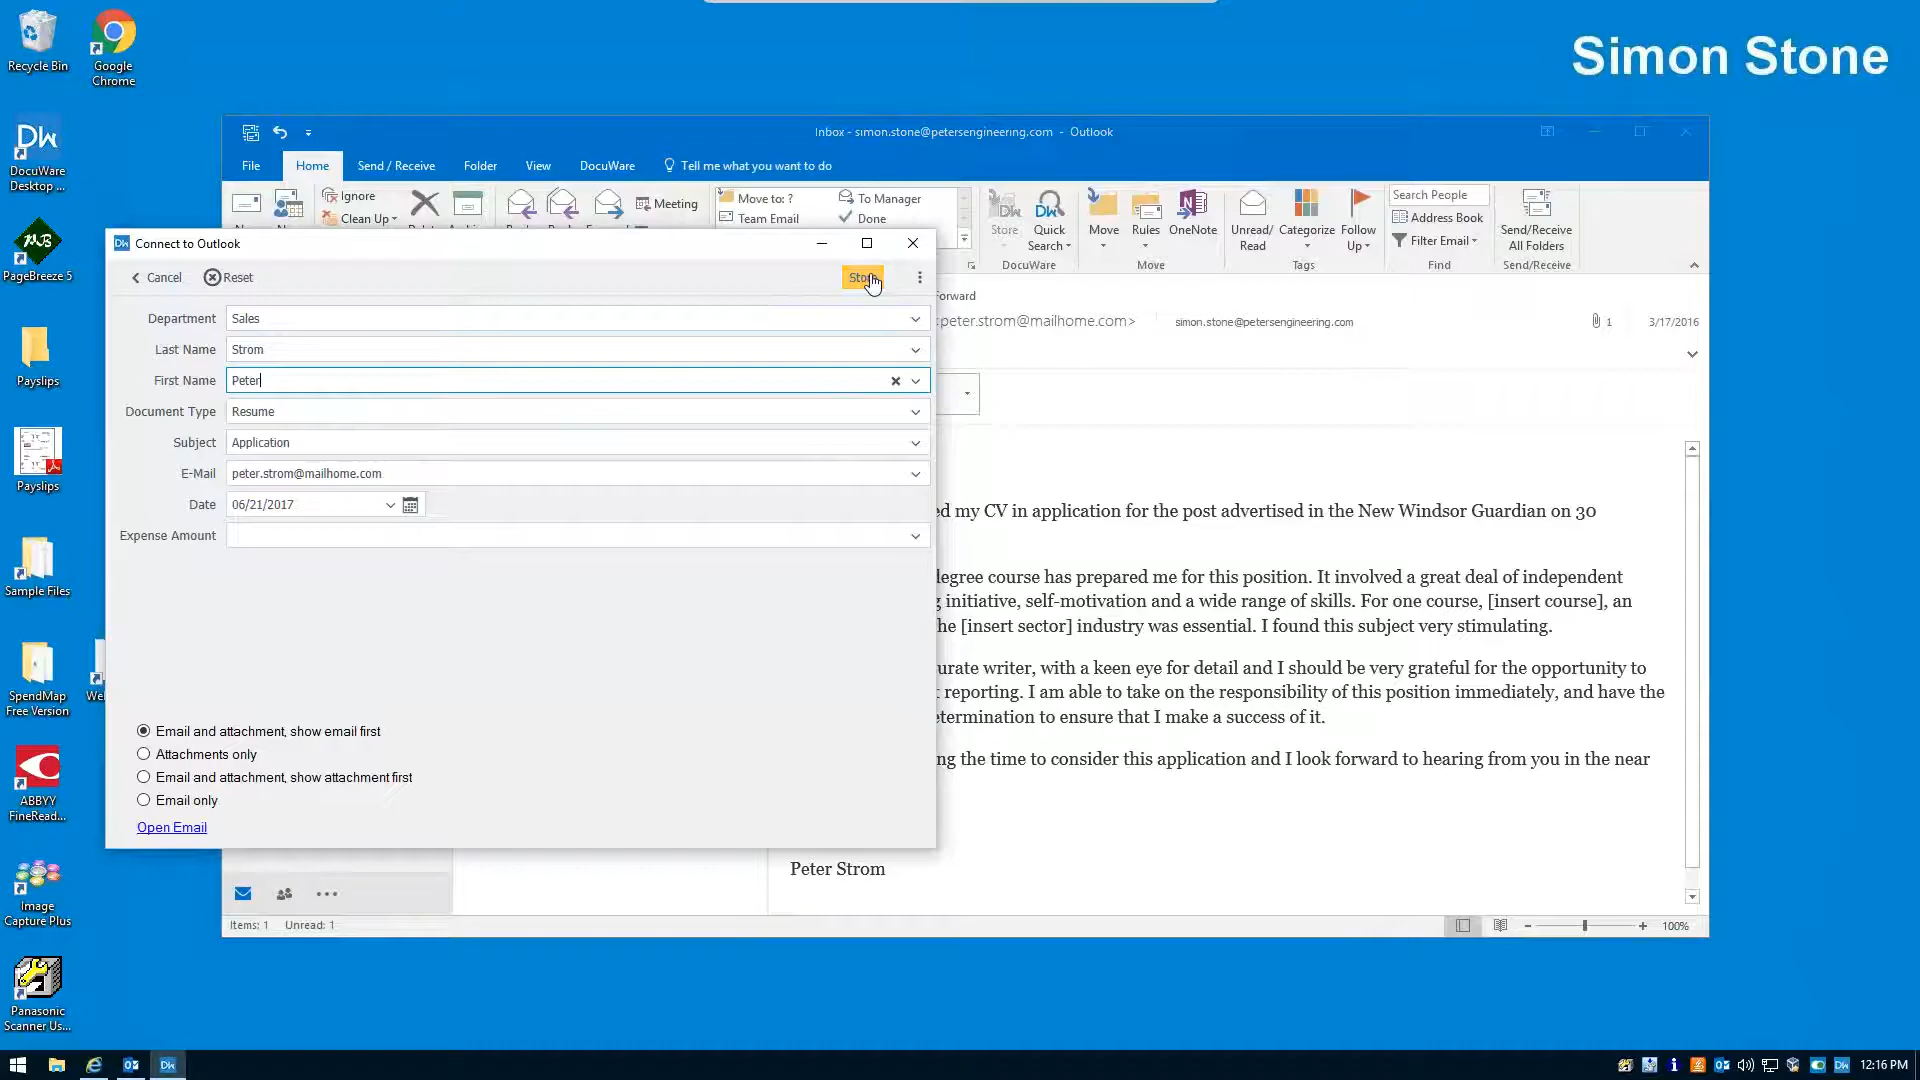 Simon Stone
Recycle Bin
Google Chrome
DocuWare Desktop ...
PageBreeze 5
Payslips
Payslips
Sample Files
SpendMap Free Version
ABBYY FineRead...
Image Capture Plus
Panasonic Scanner Us...
Inbox - simon.stone@petersengineering.com - Outlook
File Home Send / Receive Folder View DocuWare Tell me what you want to do
Ignore
Clean Up
Meeting
Move to: ?
Team Email
To Manager
Done
Store
Quick Search
DocuWare
Move
Rules
OneNote
Move
Unread/ Read
Categorize
Follow Up
Tags
Search People
Address Book
Filter Email
Find
Send/Receive All Folders
Send/Receive
Connect to Outlook
Cancel Reset
Department Sales
Last Name Strom
First Name Peter
Document Type Resume
Subject Application
E-Mail peter.strom@mailhome.com
Date 06/21/2017
Expense Amount
Email and attachment, show email first
Attachments only
Email and attachment, show attachment first
Email only
Open Email
peter.strom@mailhome.com> simon.stone@petersengineering.com 1 3/17/2016
my CV in application for the post advertised in the New Windsor Guardian on 30
degree course has prepared me for this position. It involved a great deal of independent
initiative, self-motivation and a wide range of skills. For one course, [insert course], an
[insert sector] industry was essential. I found this subject very stimulating.
writer, with a keen eye for detail and I should be very grateful for the opportunity to
reporting. I am able to take on the responsibility of this position immediately, and have the
to ensure that I make a success of it.
the time to consider this application and I look forward to hearing from you in the near
Peter Strom
Items: 1 Unread: 1
100%
12:16 PM